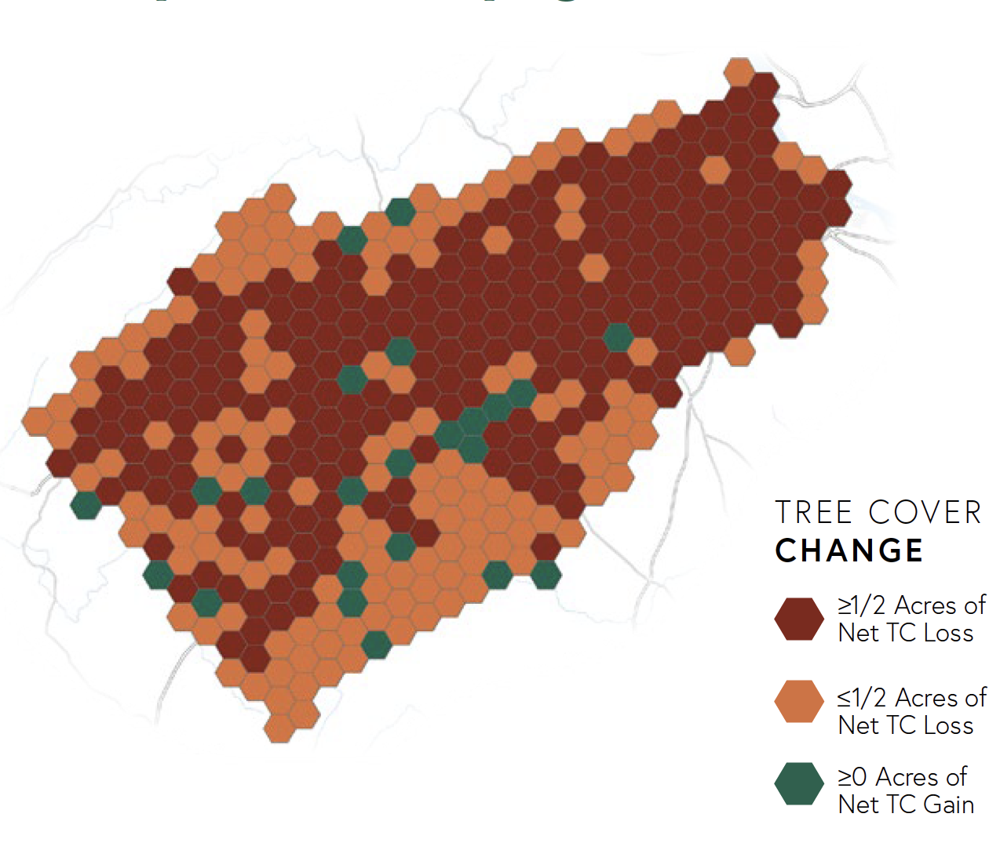 TREE COVER
CHANGE
≥1/2 Acres of
Net TC Loss
≤1/2 Acres of
Net TC Loss
≥0 Acres of
Net TC Gain